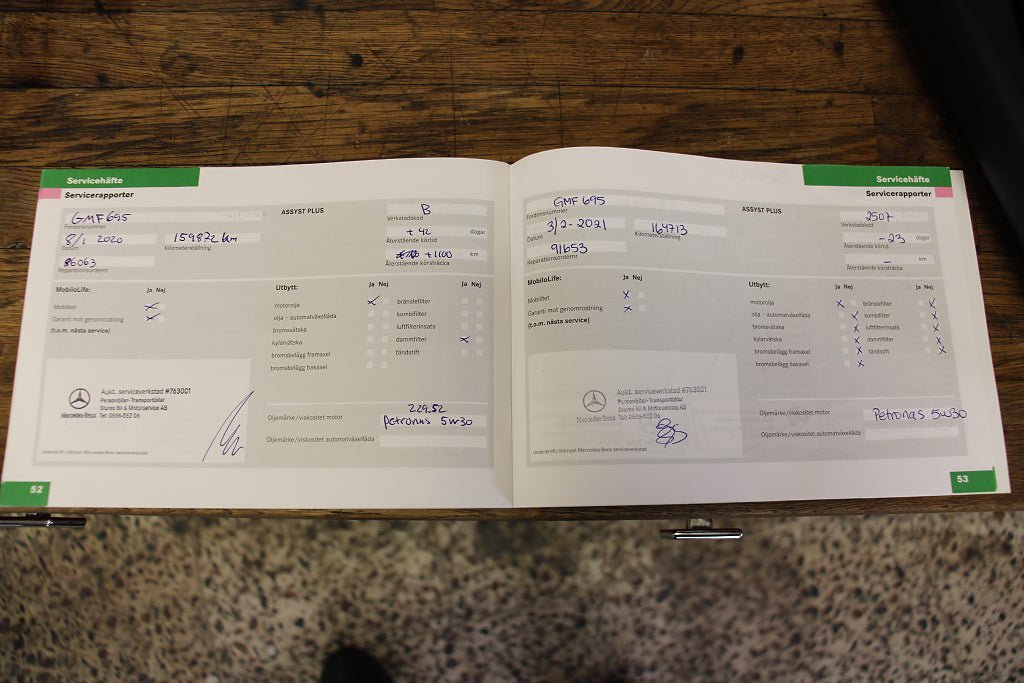 Servicehäfte
Servicerapporter
GMF695
Fordonsnummer
ASSYST PLUS
B
Verkstadskod
8/1 2020
Datum
159872 km
Kilometerställning
+ 42 dagar
Återstående körtid
86063
Reparationsordernr
+1100 km
Återstående körsträcka
MobiloLife:
Ja Nej
Mobilitet
Garanti mot genomrostning
(t.o.m. nästa service)
Utbytt:
Ja Nej
Ja Nej
motorolja
bränslefilter
olja – automatväxellåda
kombifilter
bromsvätska
luftfilterinsats
kylarvätska
dammfilter
bromsbelägg framaxel
tändstift
bromsbelägg bakaxel
Mercedes-Benz
Aukt. serviceverkstad #763001
Personbilar-Transportbilar
Stures Bil & Motorservice AB
Underskrift / stämpel Mercedes-Benz serviceverkstad
229.52
Oljemärke/viskositet motor
Petronas 5w30
Oljemärke/viskositet automatväxellåda
52
Servicehäfte
Servicerapporter
GMF 695
Fordonsnummer
ASSYST PLUS
2507
Verkstadskod
3/2-2021
Datum
164713
Kilometerställning
-23 dagar
Återstående körtid
91653
Reparationsordernr
– km
Återstående körsträcka
MobiloLife:
Ja Nej
Mobilitet
Garanti mot genomrostning
(t.o.m. nästa service)
Utbytt:
Ja Nej
Ja Nej
motorolja
bränslefilter
olja – automatväxellåda
kombifilter
bromsvätska
luftfilterinsats
kylarvätska
dammfilter
bromsbelägg framaxel
tändstift
bromsbelägg bakaxel
Mercedes-Benz
Aukt. serviceverkstad #763001
Personbilar-Transportbilar
Stures Bil & Motorservice AB
Underskrift / stämpel Mercedes-Benz serviceverkstad
Oljemärke/viskositet motor
Petronas 5w30
Oljemärke/viskositet automatväxellåda
53